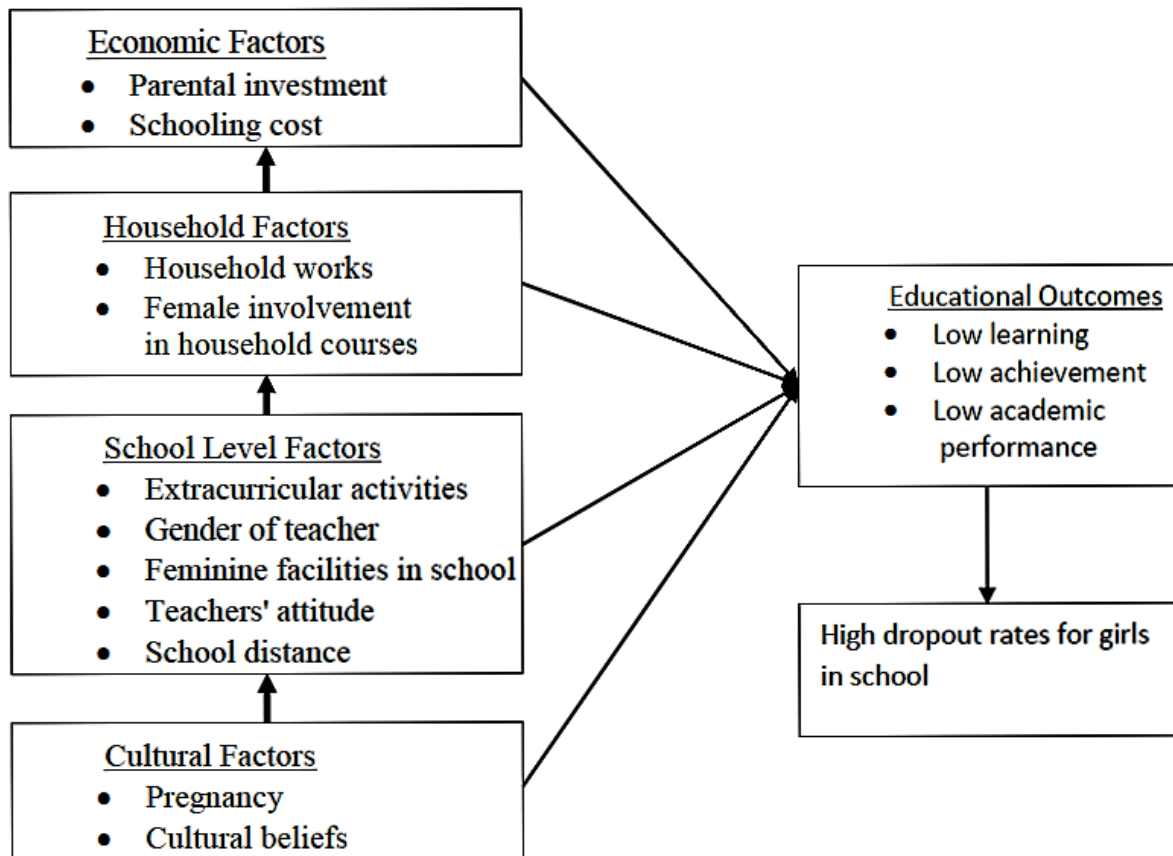 Economic Factors
• Parental investment
• Schooling cost
Household Factors
• Household works
• Female involvement
in household courses
School Level Factors
• Extracurricular activities
• Gender of teacher
• Feminine facilities in school
• Teachers' attitude
• School distance
Cultural Factors
• Pregnancy
• Cultural beliefs
Educational Outcomes
• Low learning
• Low achievement
• Low academic
performance
High dropout rates for girls
in school